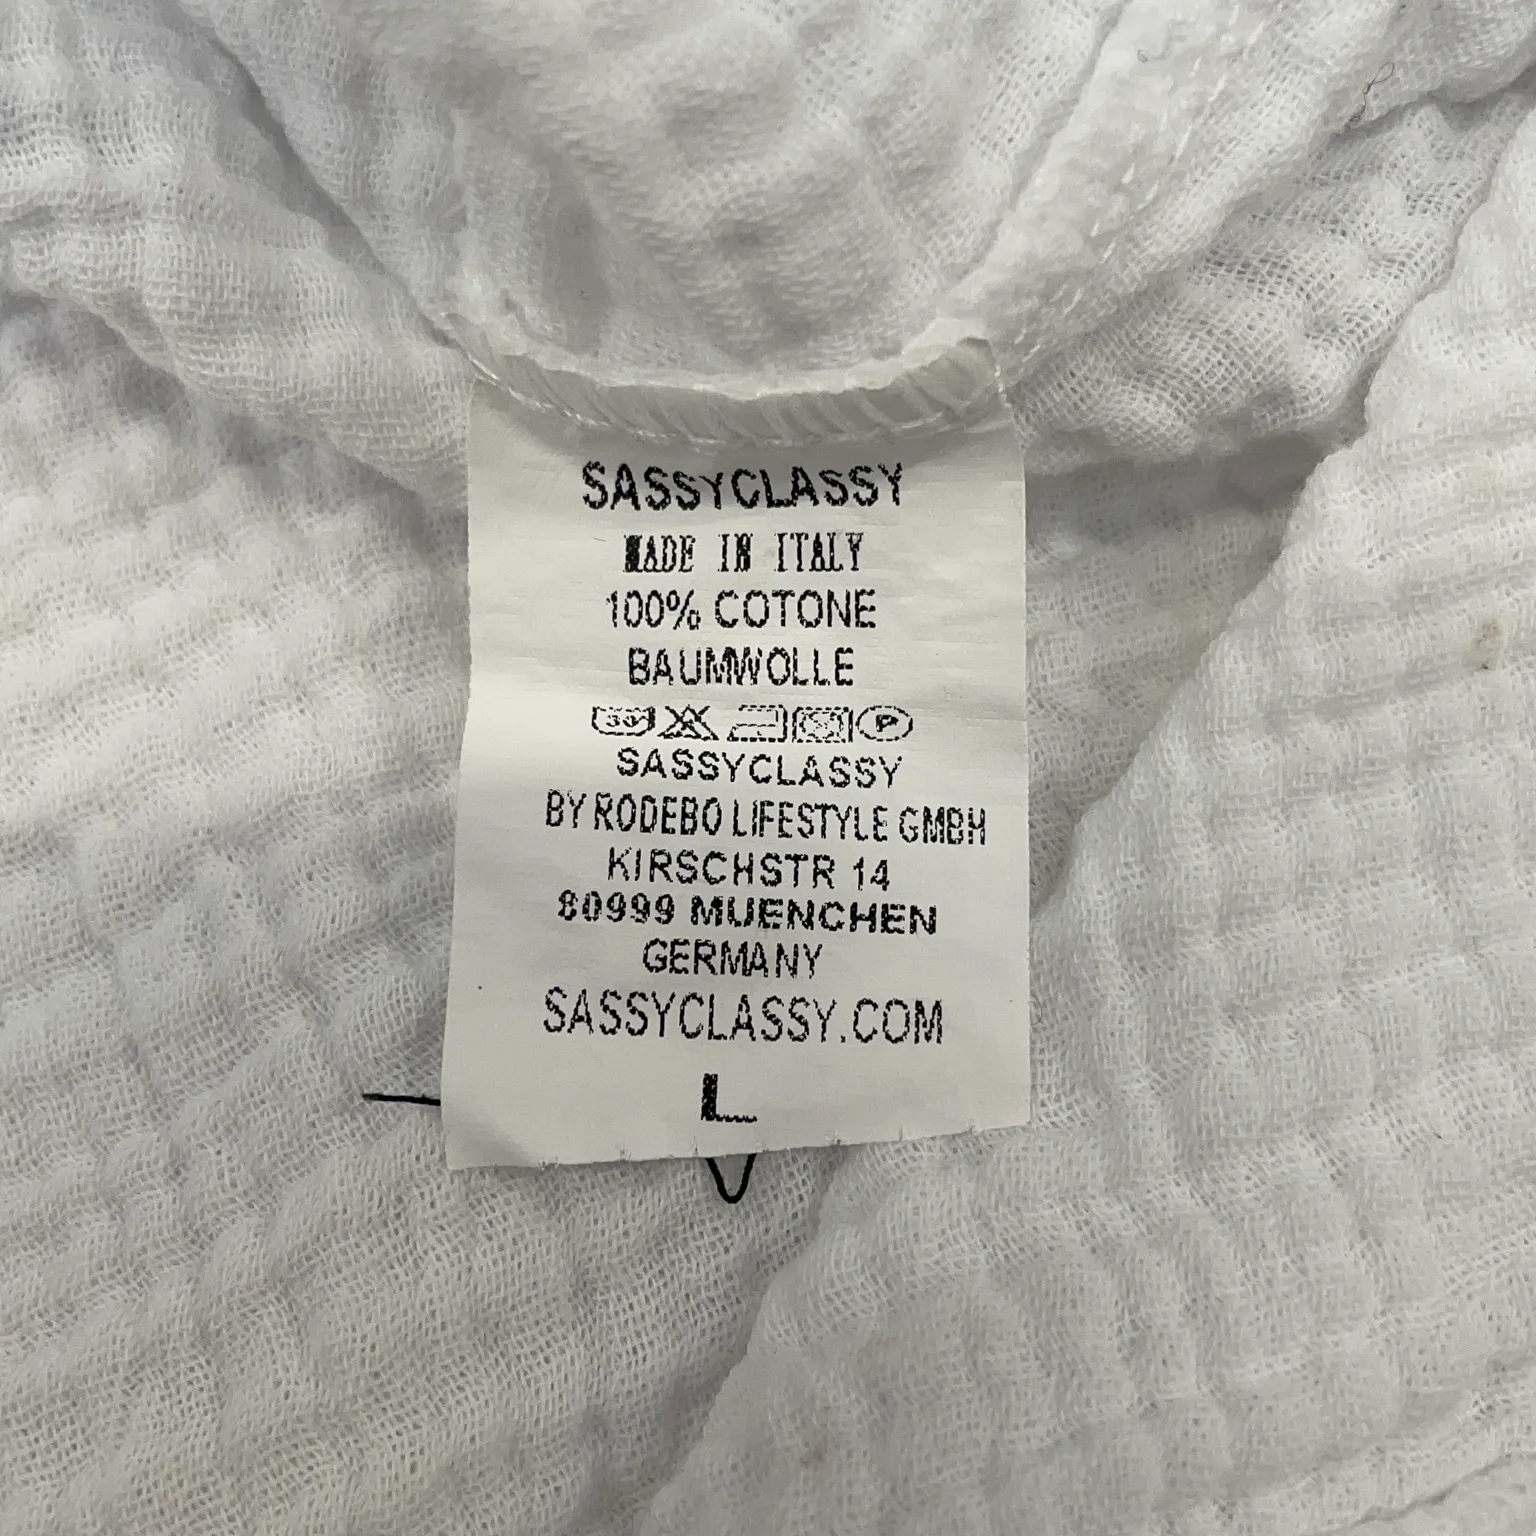 SASSYCLASSY
MADE IN ITALY
100% COTONE
BAUMWOLLE
30° P
SASSYCLASSY
BY RODEBO LIFESTYLE GMBH
KIRSCHSTR 14
80999 MUENCHEN
GERMANY
SASSYCLASSY.COM
L